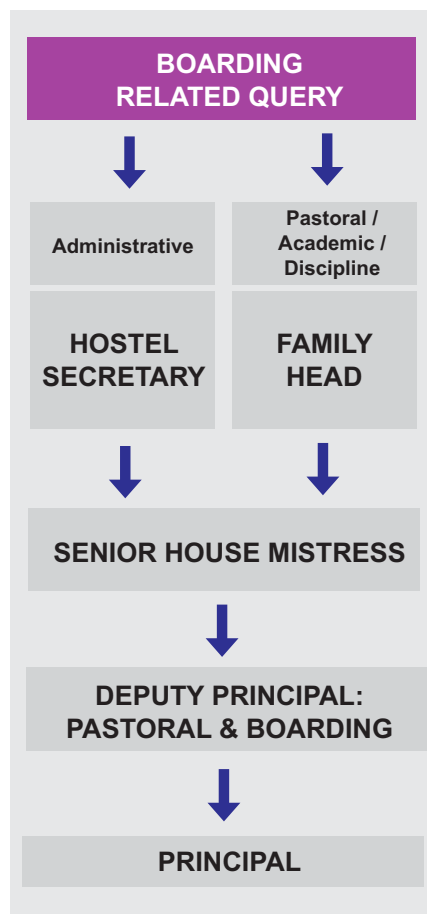 BOARDING
RELATED QUERY
Administrative
Pastoral /
Academic /
Discipline
HOSTEL
SECRETARY
FAMILY
HEAD
SENIOR HOUSE MISTRESS
DEPUTY PRINCIPAL:
PASTORAL & BOARDING
PRINCIPAL